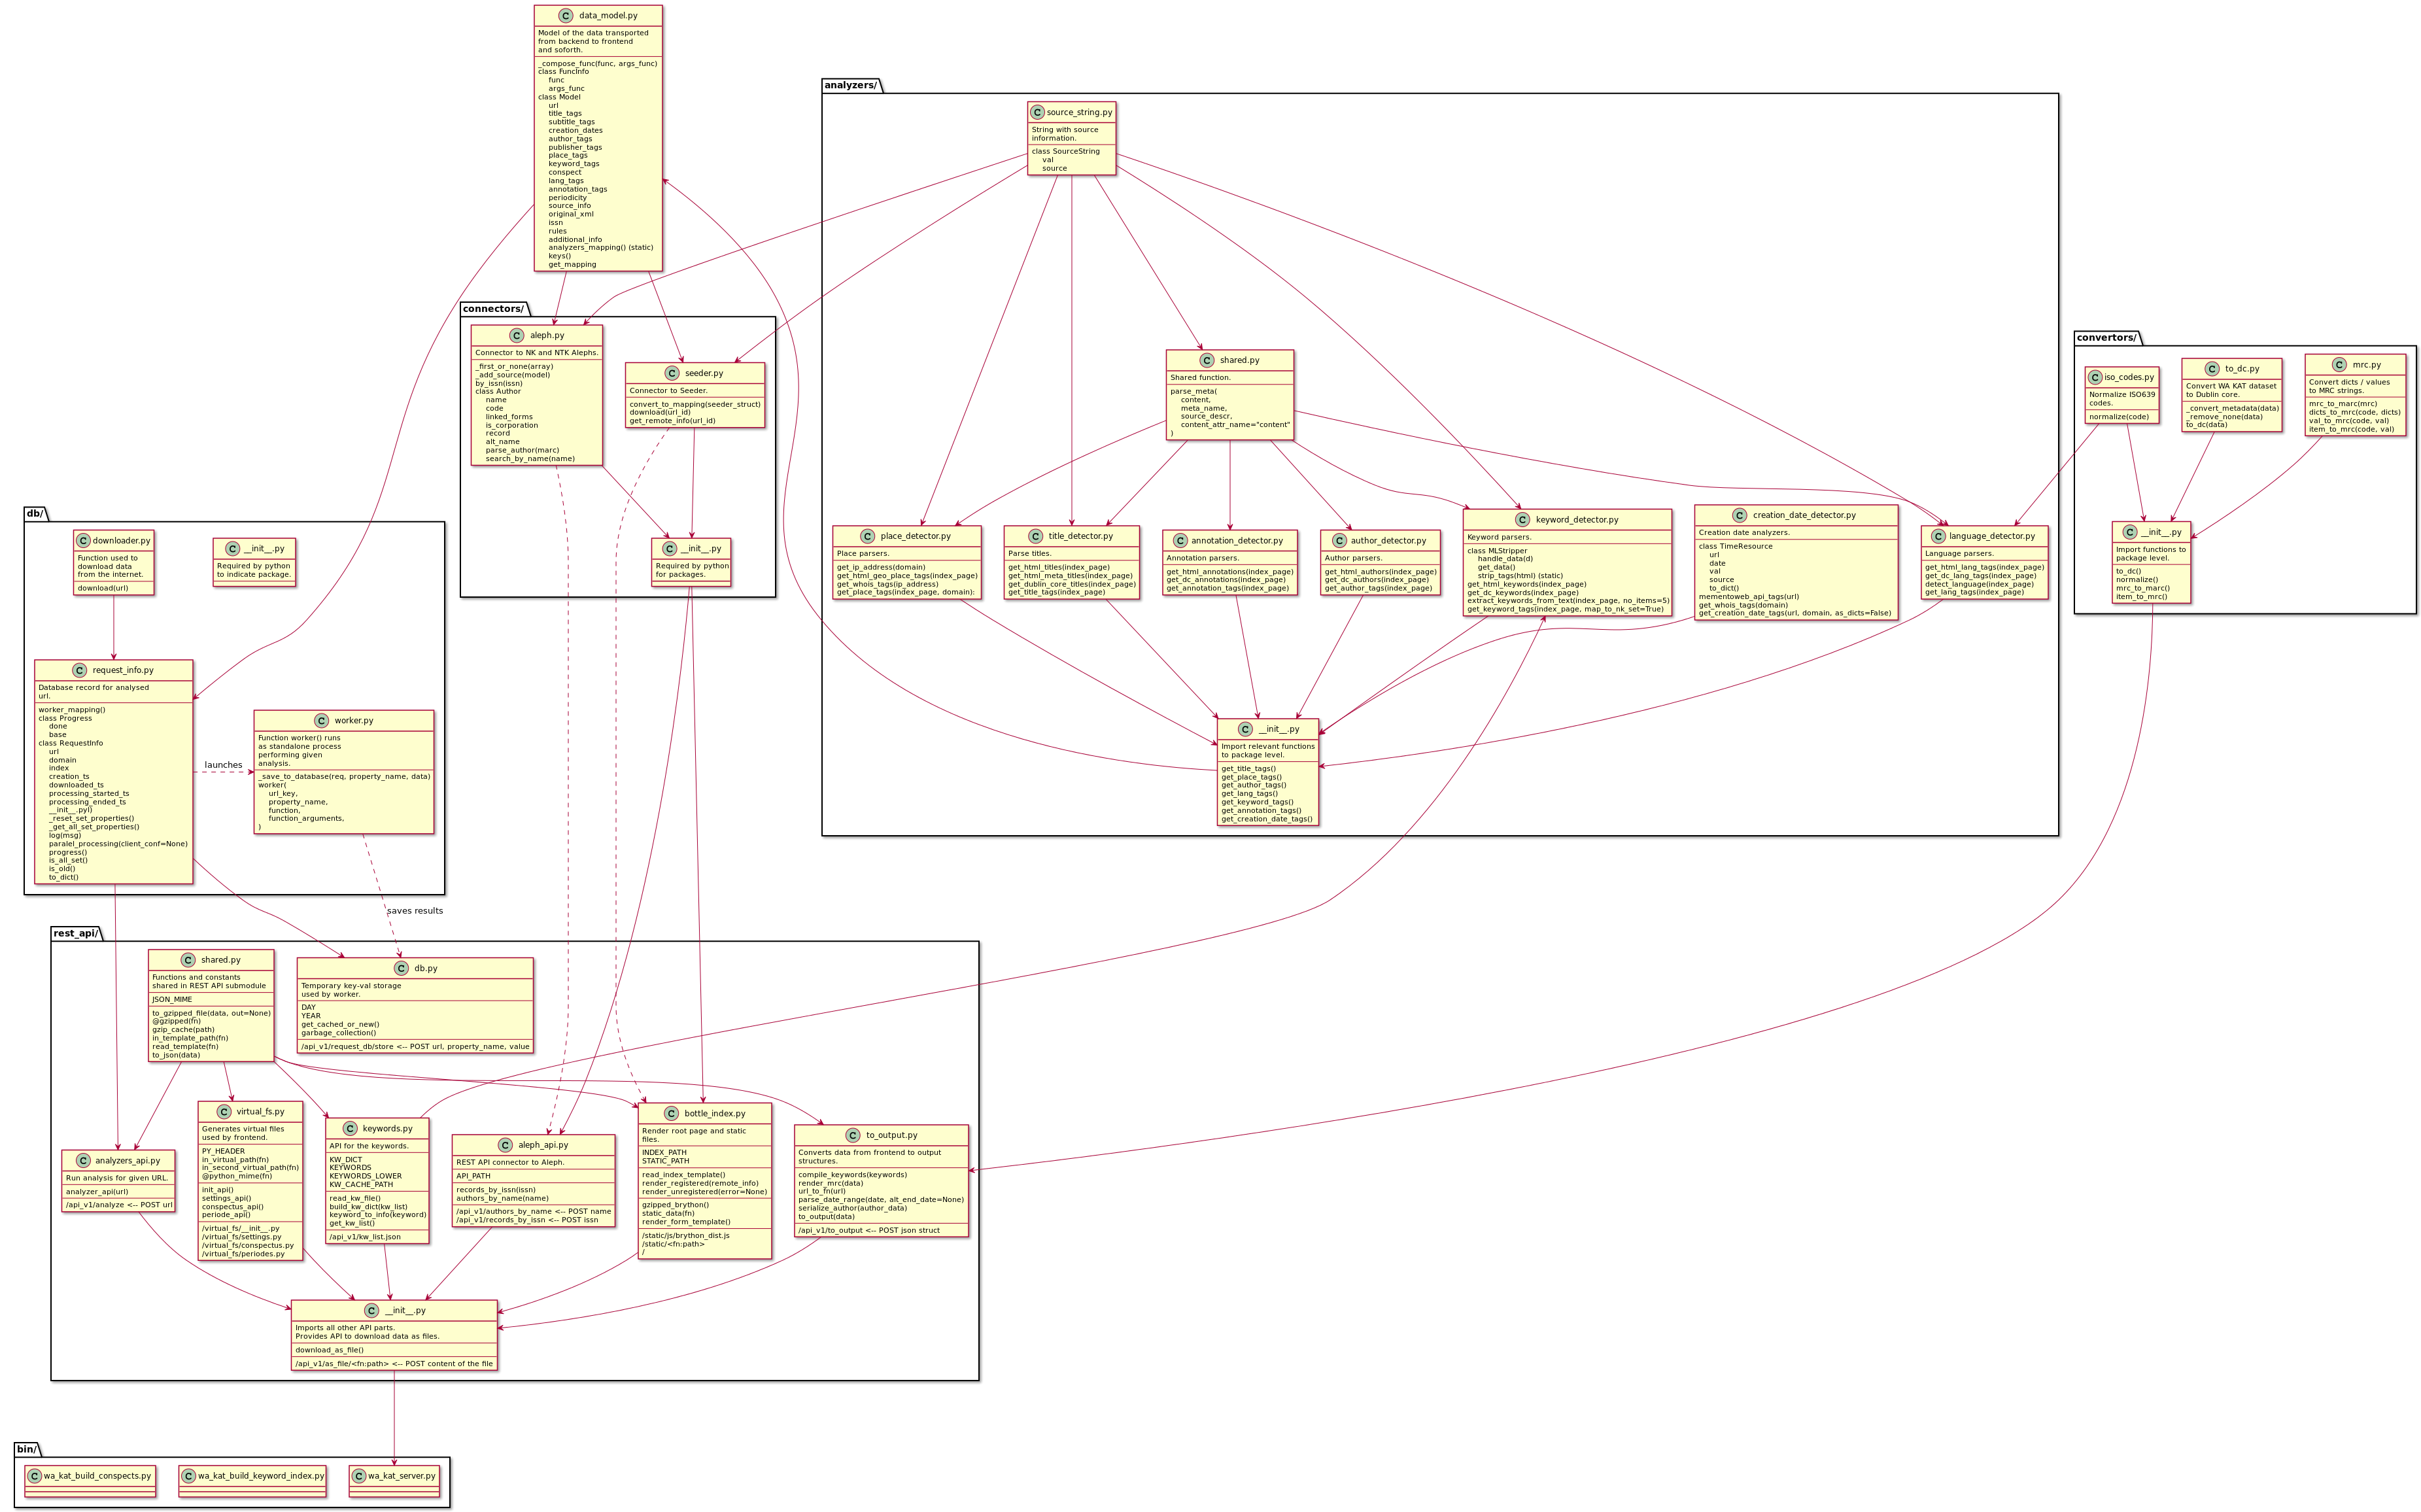 data_model.py
Model of the data transported
from backend to frontend
and soforth.
_compose_func(func, args_func)
class FuncInfo
func
args_func
class Model
url
title_tags
subtitle_tags
creation_dates
author_tags
publisher_tags
place_tags
keyword_tags
conspect
lang_tags
annotation_tags
periodicity
source_info
original_xml
issn
rules
additional_info
analyzers_mapping() (static)
keys()
get_mapping
analyzers/
source_string.py
String with source
information.
class SourceString
val
source
shared.py
Shared function.
parse_meta(
content,
meta_name,
source_descr,
content_attr_name="content"
)
place_detector.py
Place parsers.
get_ip_address(domain)
get_html_geo_place_tags(index_page)
get_whois_tags(ip_address)
get_place_tags(index_page, domain):
title_detector.py
Parse titles.
get_html_titles(index_page)
get_html_meta_titles(index_page)
get_dublin_core_titles(index_page)
get_title_tags(index_page)
annotation_detector.py
Annotation parsers.
get_html_annotations(index_page)
get_dc_annotations(index_page)
get_annotation_tags(index_page)
author_detector.py
Author parsers.
get_html_authors(index_page)
get_dc_authors(index_page)
get_author_tags(index_page)
keyword_detector.py
Keyword parsers.
class MLStripper
handle_data(d)
get_data()
strip_tags(html) (static)
get_html_keywords(index_page)
get_dc_keywords(index_page)
extract_keywords_from_text(index_page, no_items=5)
get_keyword_tags(index_page, map_to_nk_set=True)
creation_date_detector.py
Creation date analyzers.
class TimeResource
url
date
val
source
to_dict()
mementoweb_api_tags(url)
get_whois_tags(domain)
get_creation_date_tags(url, domain, as_dicts=False)
language_detector.py
Language parsers.
get_html_lang_tags(index_page)
get_dc_lang_tags(index_page)
detect_language(index_page)
get_lang_tags(index_page)
__init__.py
Import relevant functions
to package level.
get_title_tags()
get_place_tags()
get_author_tags()
get_lang_tags()
get_keyword_tags()
get_annotation_tags()
get_creation_date_tags()
convertors/
iso_codes.py
Normalize ISO639
codes.
normalize(code)
to_dc.py
Convert WA KAT dataset
to Dublin core.
_convert_metadata(data)
_remove_none(data)
to_dc(data)
mrc.py
Convert dicts / values
to MRC strings.
mrc_to_marc(mrc)
dicts_to_mrc(code, dicts)
val_to_mrc(code, val)
item_to_mrc(code, val)
__init__.py
Import functions to
package level.
to_dc()
normalize()
mrc_to_marc()
item_to_mrc()
connectors/
aleph.py
Connector to NK and NTK Alephs.
_first_or_none(array)
_add_source(model)
by_issn(issn)
class Author
name
code
linked_forms
is_corporation
record
alt_name
parse_author(marc)
search_by_name(name)
seeder.py
Connector to Seeder.
convert_to_mapping(seeder_struct)
download(url_id)
get_remote_info(url_id)
__init__.py
Required by python
for packages.
db/
downloader.py
Function used to
download data
from the internet.
download(url)
__init__.py
Required by python
to indicate package.
request_info.py
Database record for analysed
url.
worker_mapping()
class Progress
done
base
class RequestInfo
url
domain
index
creation_ts
downloaded_ts
processing_started_ts
processing_ended_ts
__init__.py()
_reset_set_properties()
_get_all_set_properties()
log(msg)
paralel_processing(client_conf=None)
progress()
is_all_set()
is_old()
to_dict()
launches
worker.py
Function worker() runs
as standalone process
performing given
analysis.
_save_to_database(req, property_name, data)
worker(
url_key,
property_name,
function,
function_arguments,
)
saves results
rest_api/
shared.py
Functions and constants
shared in REST API submodule
JSON_MIME
to_gzipped_file(data, out=None)
@gzipped(fn)
gzip_cache(path)
in_template_path(fn)
read_template(fn)
to_json(data)
db.py
Temporary key-val storage
used by worker.
DAY
YEAR
get_cached_or_new()
garbage_collection()
/api_v1/request_db/store <-- POST url, property_name, value
analyzers_api.py
Run analysis for given URL.
analyzer_api(url)
/api_v1/analyze <-- POST url
virtual_fs.py
Generates virtual files
used by frontend.
PY_HEADER
in_virtual_path(fn)
in_second_virtual_path(fn)
@python_mime(fn)
init_api()
settings_api()
conspectus_api()
periode_api()
/virtual_fs/__init__.py
/virtual_fs/settings.py
/virtual_fs/conspectus.py
/virtual_fs/periodes.py
keywords.py
API for the keywords.
KW_DICT
KEYWORDS
KEYWORDS_LOWER
KW_CACHE_PATH
read_kw_file()
build_kw_dict(kw_list)
keyword_to_info(keyword)
get_kw_list()
/api_v1/kw_list.json
aleph_api.py
REST API connector to Aleph.
API_PATH
records_by_issn(issn)
authors_by_name(name)
/api_v1/authors_by_name <-- POST name
/api_v1/records_by_issn <-- POST issn
bottle_index.py
Render root page and static
files.
INDEX_PATH
STATIC_PATH
read_index_template()
render_registered(remote_info)
render_unregistered(error=None)
gzipped_brython()
static_data(fn)
render_form_template()
/static/js/brython_dist.js
/static/<fn:path>
/
to_output.py
Converts data from frontend to output
structures.
compile_keywords(keywords)
render_mrc(data)
url_to_fn(url)
parse_date_range(date, alt_end_date=None)
serialize_author(author_data)
to_output(data)
/api_v1/to_output <-- POST json struct
__init__.py
Imports all other API parts.
Provides API to download data as files.
download_as_file()
/api_v1/as_file/<fn:path> <-- POST content of the file
bin/
wa_kat_build_conspects.py
wa_kat_build_keyword_index.py
wa_kat_server.py